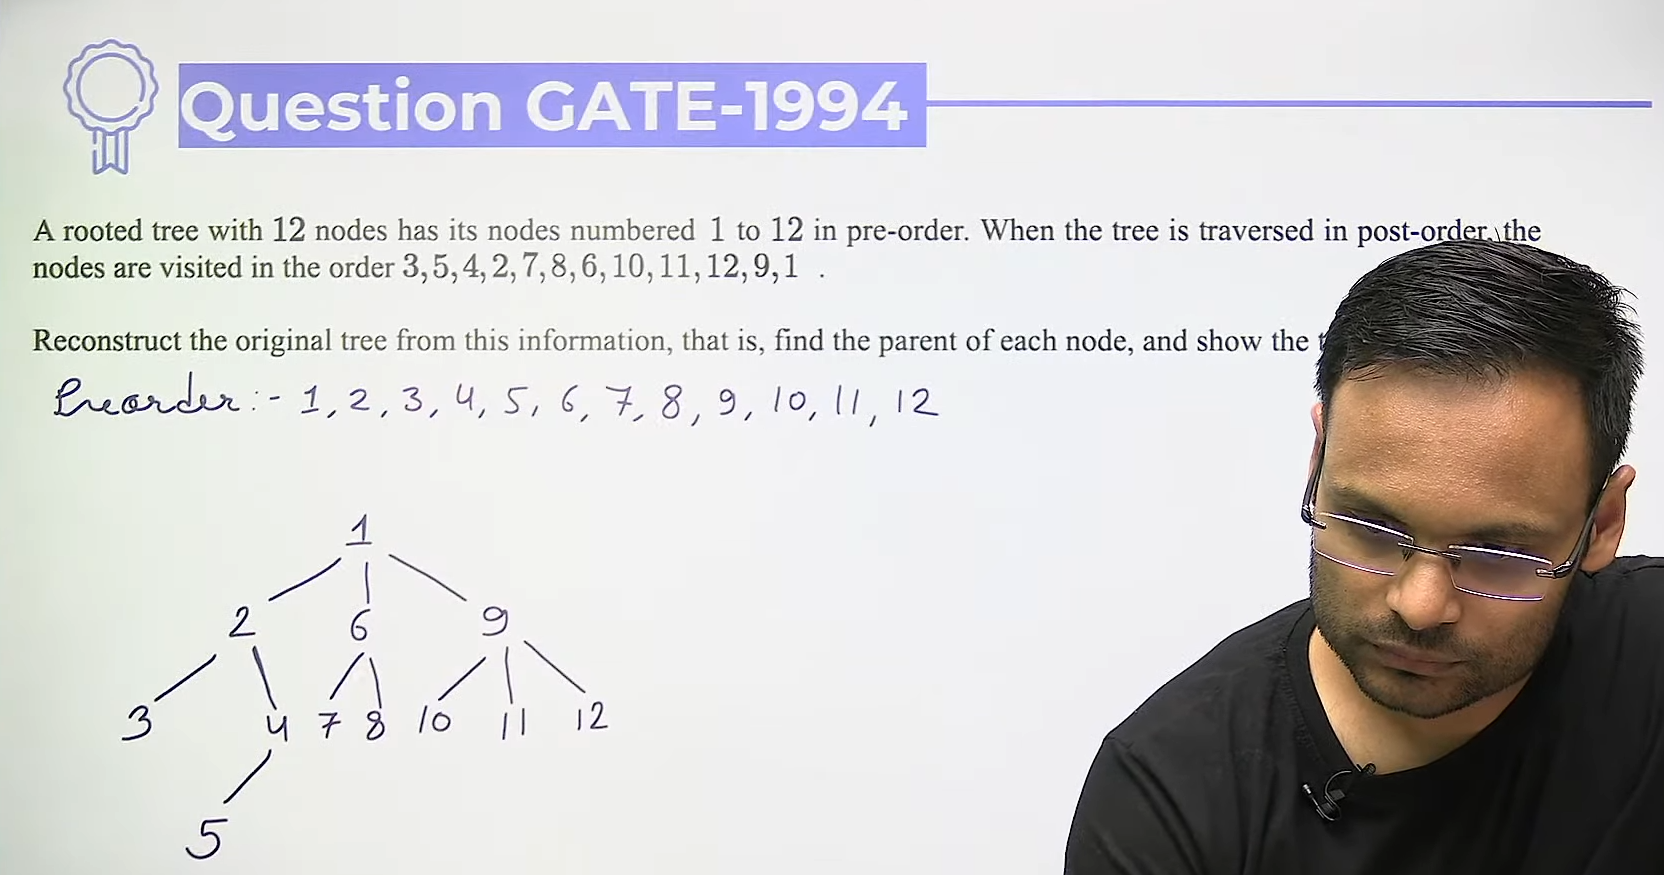 Question GATE-1994
A rooted tree with 12 nodes has its nodes numbered 1 to 12 in pre-order. When the tree is traversed in post-order, the
nodes are visited in the order 3,5,4,2,7,8,6,10,11,12,9,1 .
Reconstruct the original tree from this information, that is, find the parent of each node, and show the
Preorder :- 1, 2, 3, 4, 5, 6, 7, 8, 9, 10, 11, 12
1
2 6 9
3 4 7 8 10 11 12
5